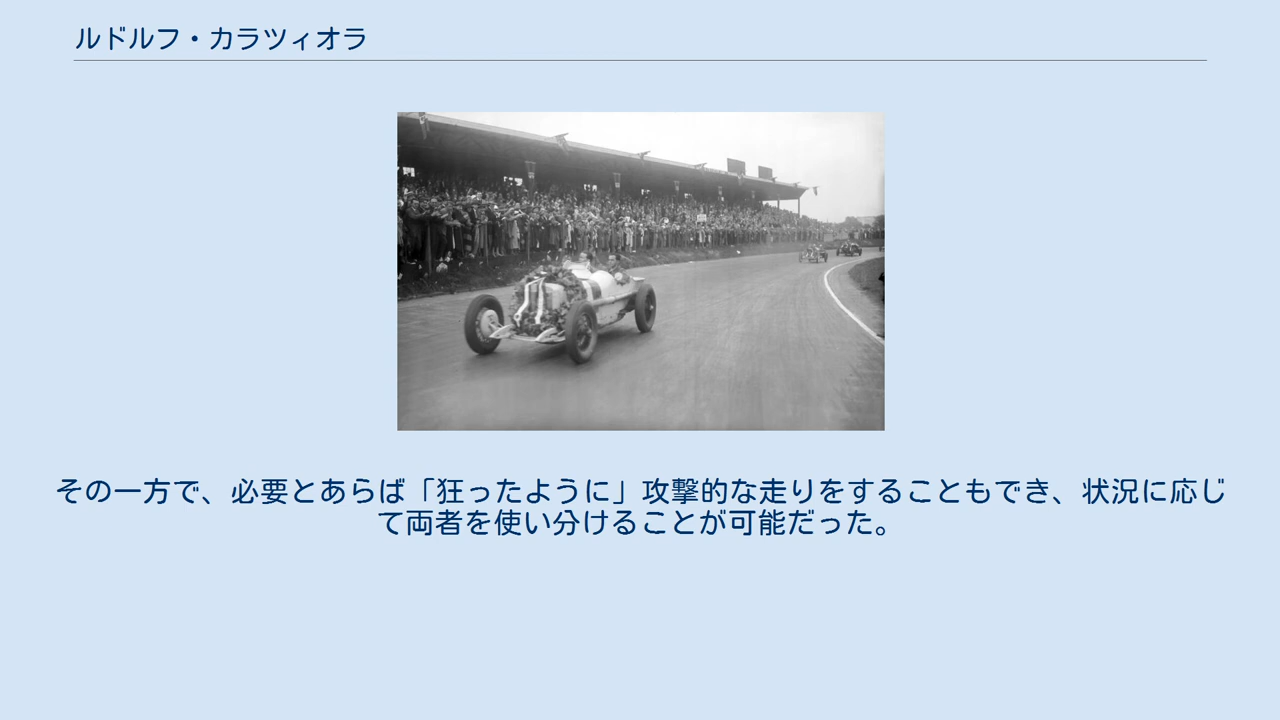 ルドルフ・カラツィオラ
その一方で、必要とあらば「狂ったように」攻撃的な走りをすることもでき、状況に応じ
て両者を使い分けることが可能だった。